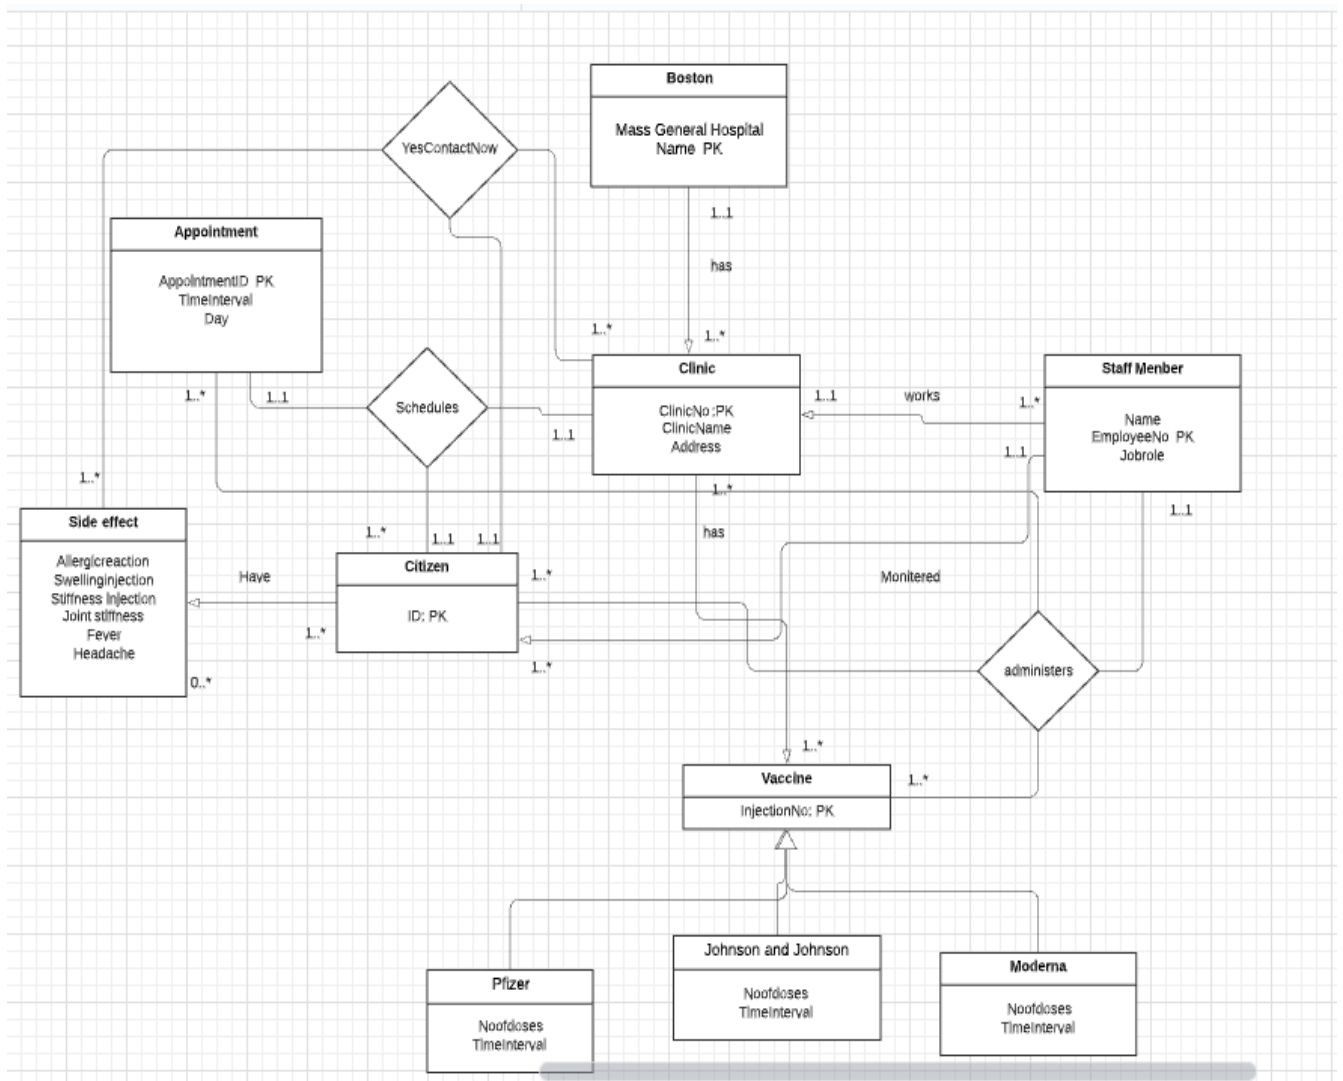 Boston
Mass General Hospital
Name PK
YesContactNow
1..1
has
Appointment
AppointmentID PK
TimeInterval
Day
1..*
1..*
Clinic
ClinicNo :PK
ClinicName
Address
Staff Menber
Name
EmployeeNo PK
Jobrole
1..*
1..1
Schedules
1..1
1..1
works
1..*
1..1
1..*
1..*
has
1..1
Side effect
Allergicreaction
Swellinginjection
Stiffness Injection
Joint stiffness
Fever
Headache
0..*
Have
1..*
1..*
1..1
1..1
Citizen
ID: PK
1..*
1..*
Monitered
administers
1..*
Vaccine
InjectionNo: PK
1..*
Johnson and Johnson
Noofdoses
TimeInterval
Pfizer
Noofdoses
TimeInterval
Moderna
Noofdoses
TimeInterval